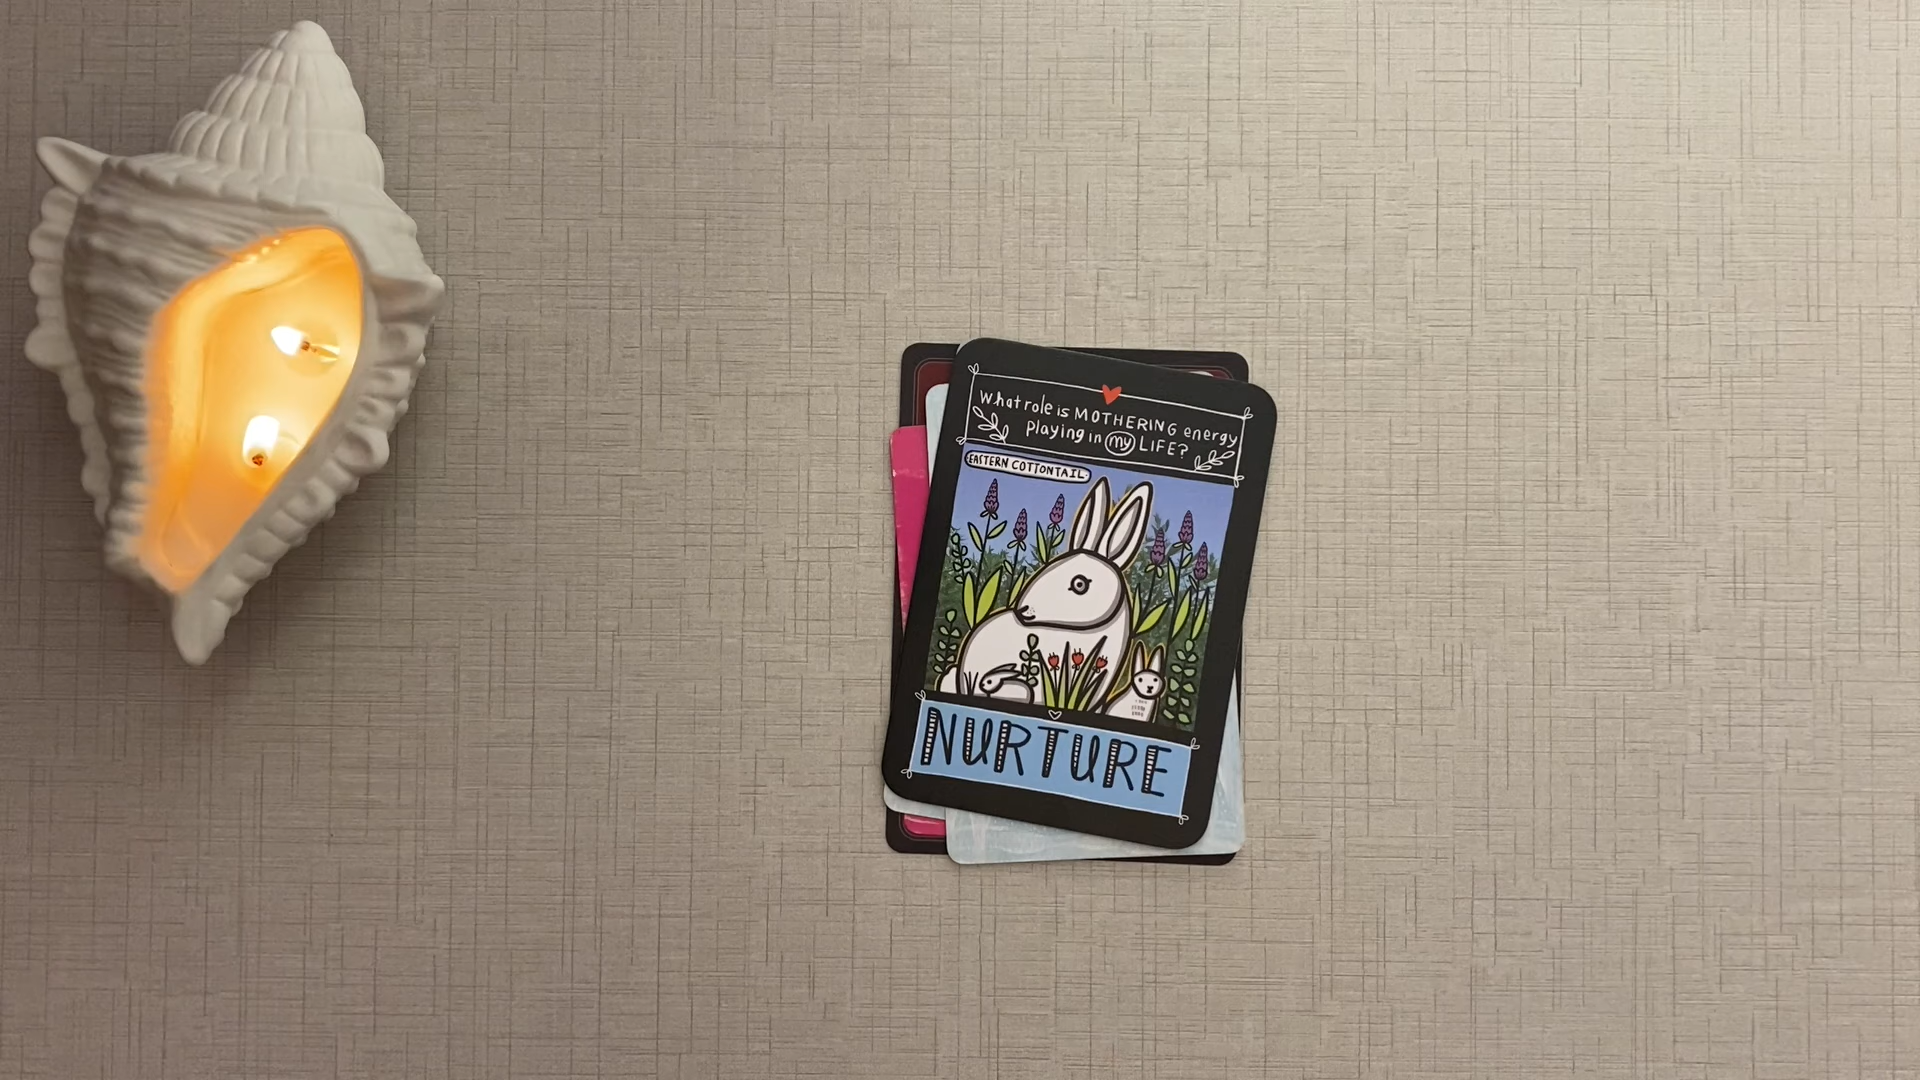 What role is MOTHERING energy
playing in my LIFE?
EASTERN COTTONTAIL
NURTURE